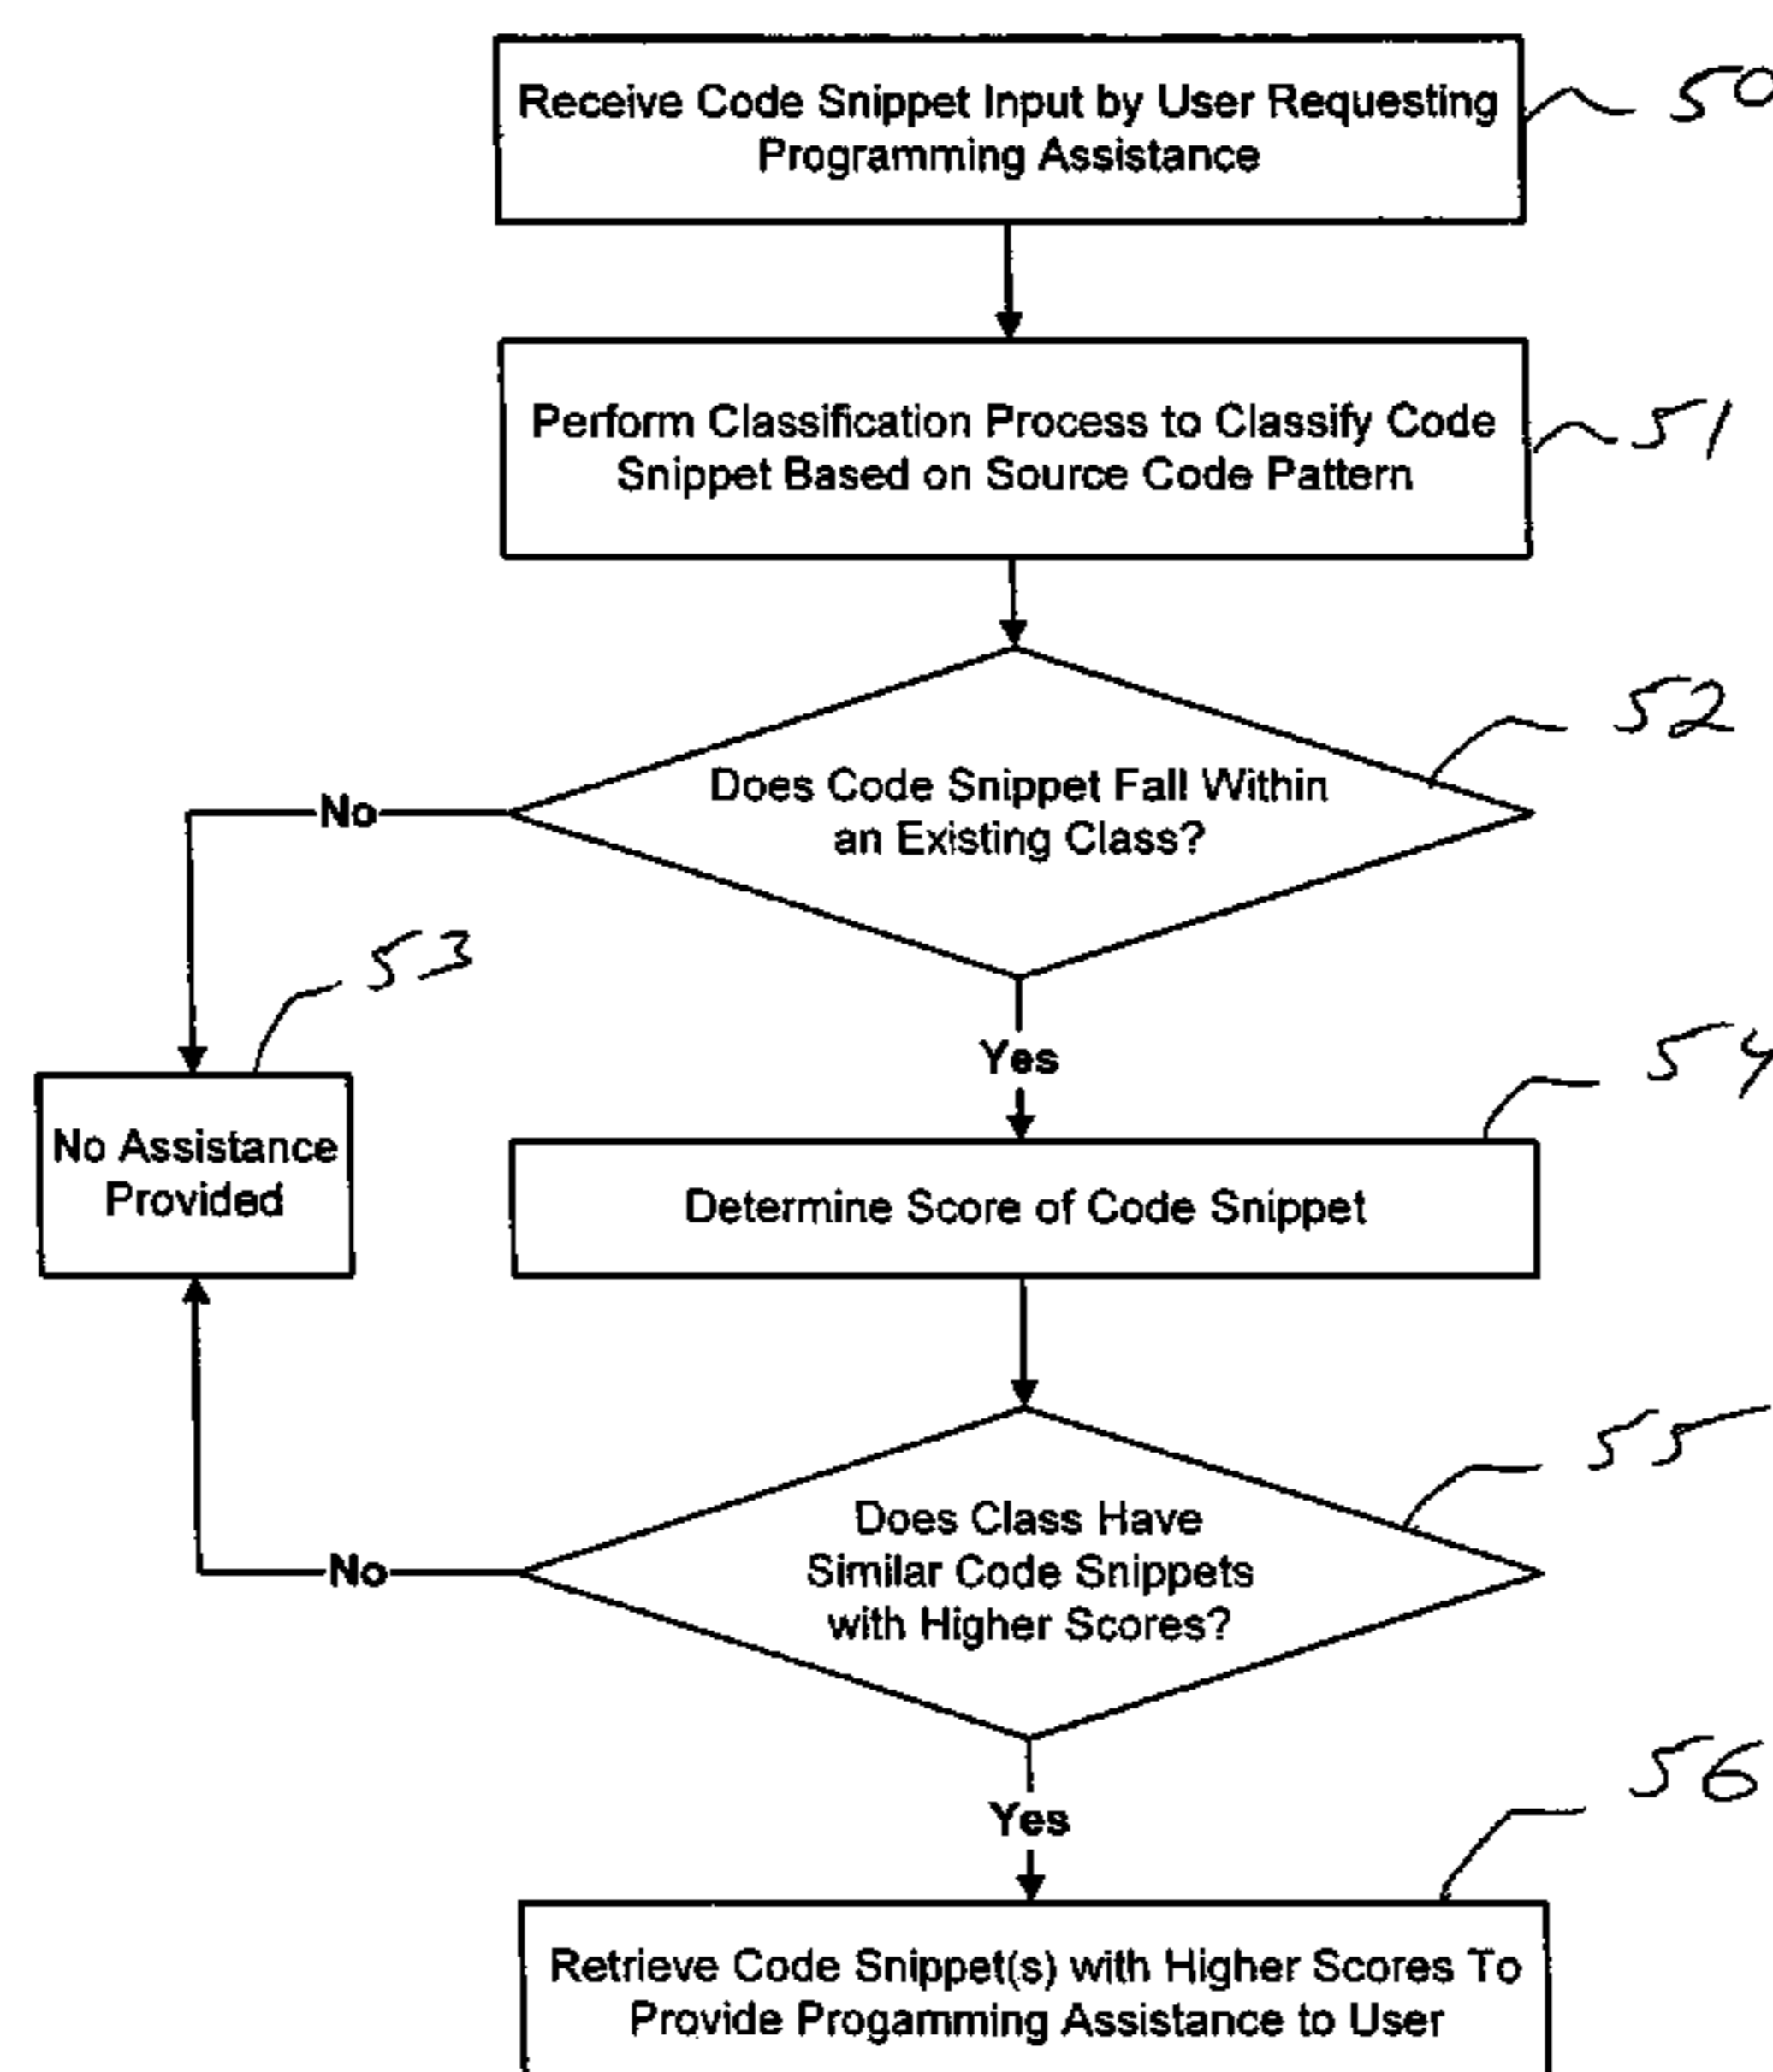 Receive Code Snippet Input by User Requesting
Programming Assistance
50
Perform Classification Process to Classify Code
Snippet Based on Source Code Pattern
51
52
Does Code Snippet Fall Within
an Existing Class?
No
53
Yes
54
No Assistance
Provided
Determine Score of Code Snippet
55
Does Class Have
Similar Code Snippets
with Higher Scores?
No
56
Yes
Retrieve Code Snippet(s) with Higher Scores To
Provide Progamming Assistance to User